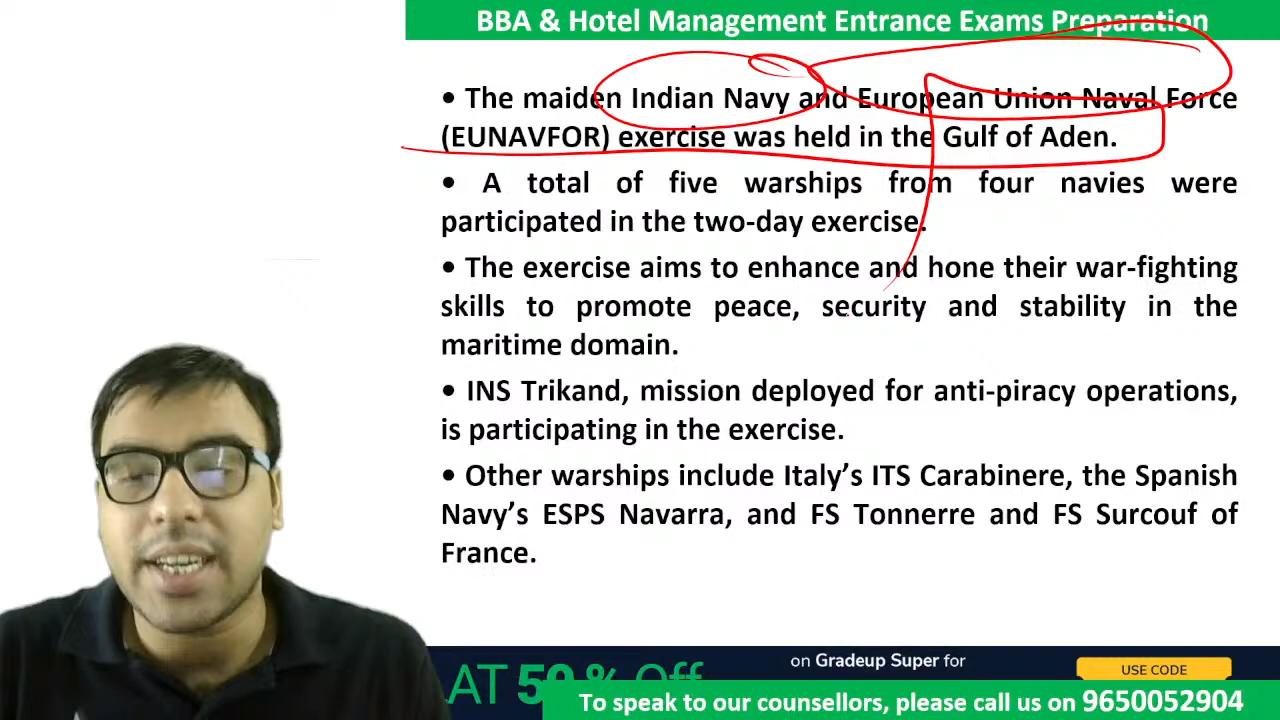 BBA & Hotel Management Entrance Exams Preparation
• The maiden Indian Navy and European Union Naval Force
(EUNAVFOR) exercise was held in the Gulf of Aden.
• A total of five warships from four navies were
participated in the two-day exercise.
• The exercise aims to enhance and hone their war-fighting
skills to promote peace, security and stability in the
maritime domain.
• INS Trikand, mission deployed for anti-piracy operations,
is participating in the exercise.
• Other warships include Italy’s ITS Carabinere, the Spanish
Navy’s ESPS Navarra, and FS Tonnerre and FS Surcouf of
France.
on Gradeup Super for
USE CODE
To speak to our counsellors, please call us on 9650052904